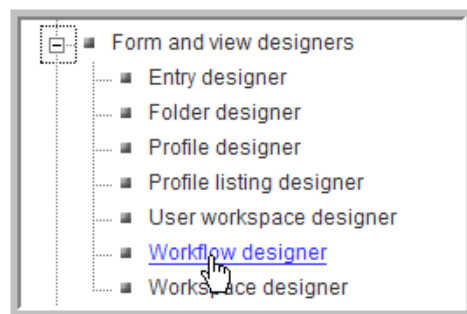 Form and view designers
Entry designer
Folder designer
Profile designer
Profile listing designer
User workspace designer
Workflow designer
Workspace designer